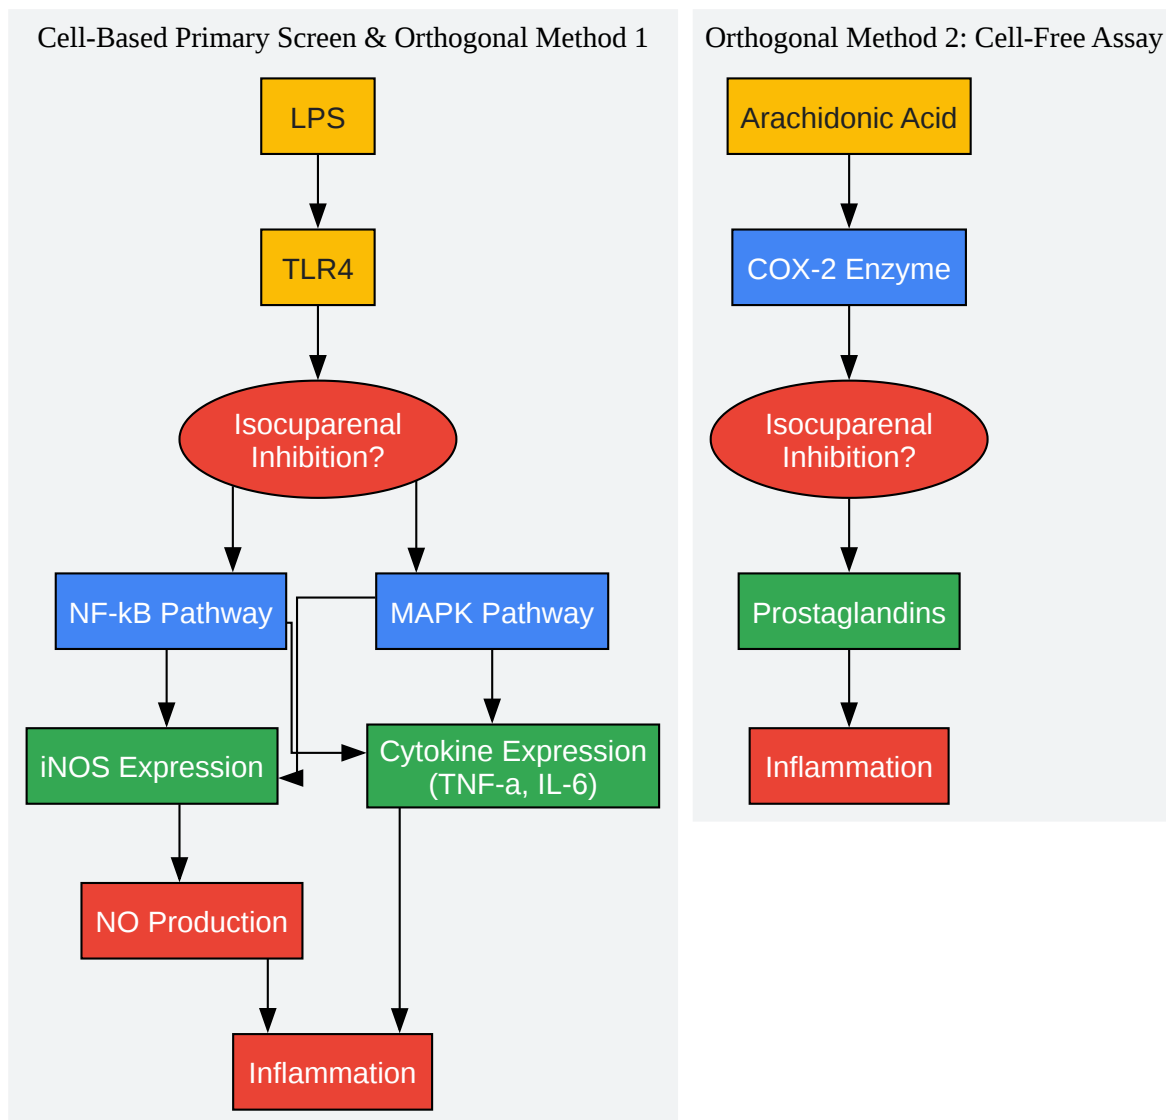 Cell-Based Primary Screen & Orthogonal Method 1
LPS
TLR4
Isocuparenal
Inhibition?
NF-kB Pathway
MAPK Pathway
iNOS Expression
Cytokine Expression
(TNF-a, IL-6)
NO Production
Inflammation
Orthogonal Method 2: Cell-Free Assay
Arachidonic Acid
COX-2 Enzyme
Isocuparenal
Inhibition?
Prostaglandins
Inflammation